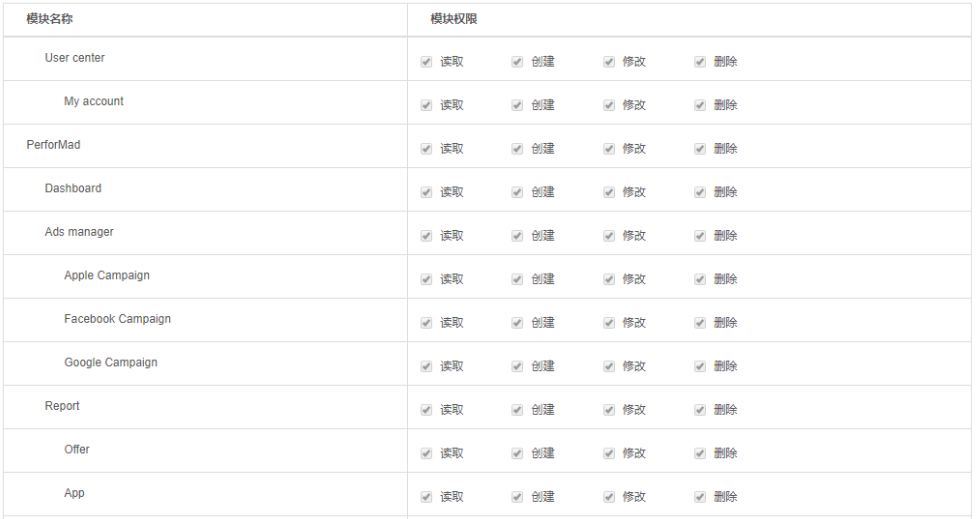 模块名称 模块权限
User center 读取 创建 修改 删除
My account 读取 创建 修改 删除
PerforMad 读取 创建 修改 删除
Dashboard 读取 创建 修改 删除
Ads manager 读取 创建 修改 删除
Apple Campaign 读取 创建 修改 删除
Facebook Campaign 读取 创建 修改 删除
Google Campaign 读取 创建 修改 删除
Report 读取 创建 修改 删除
Offer 读取 创建 修改 删除
App 读取 创建 修改 删除